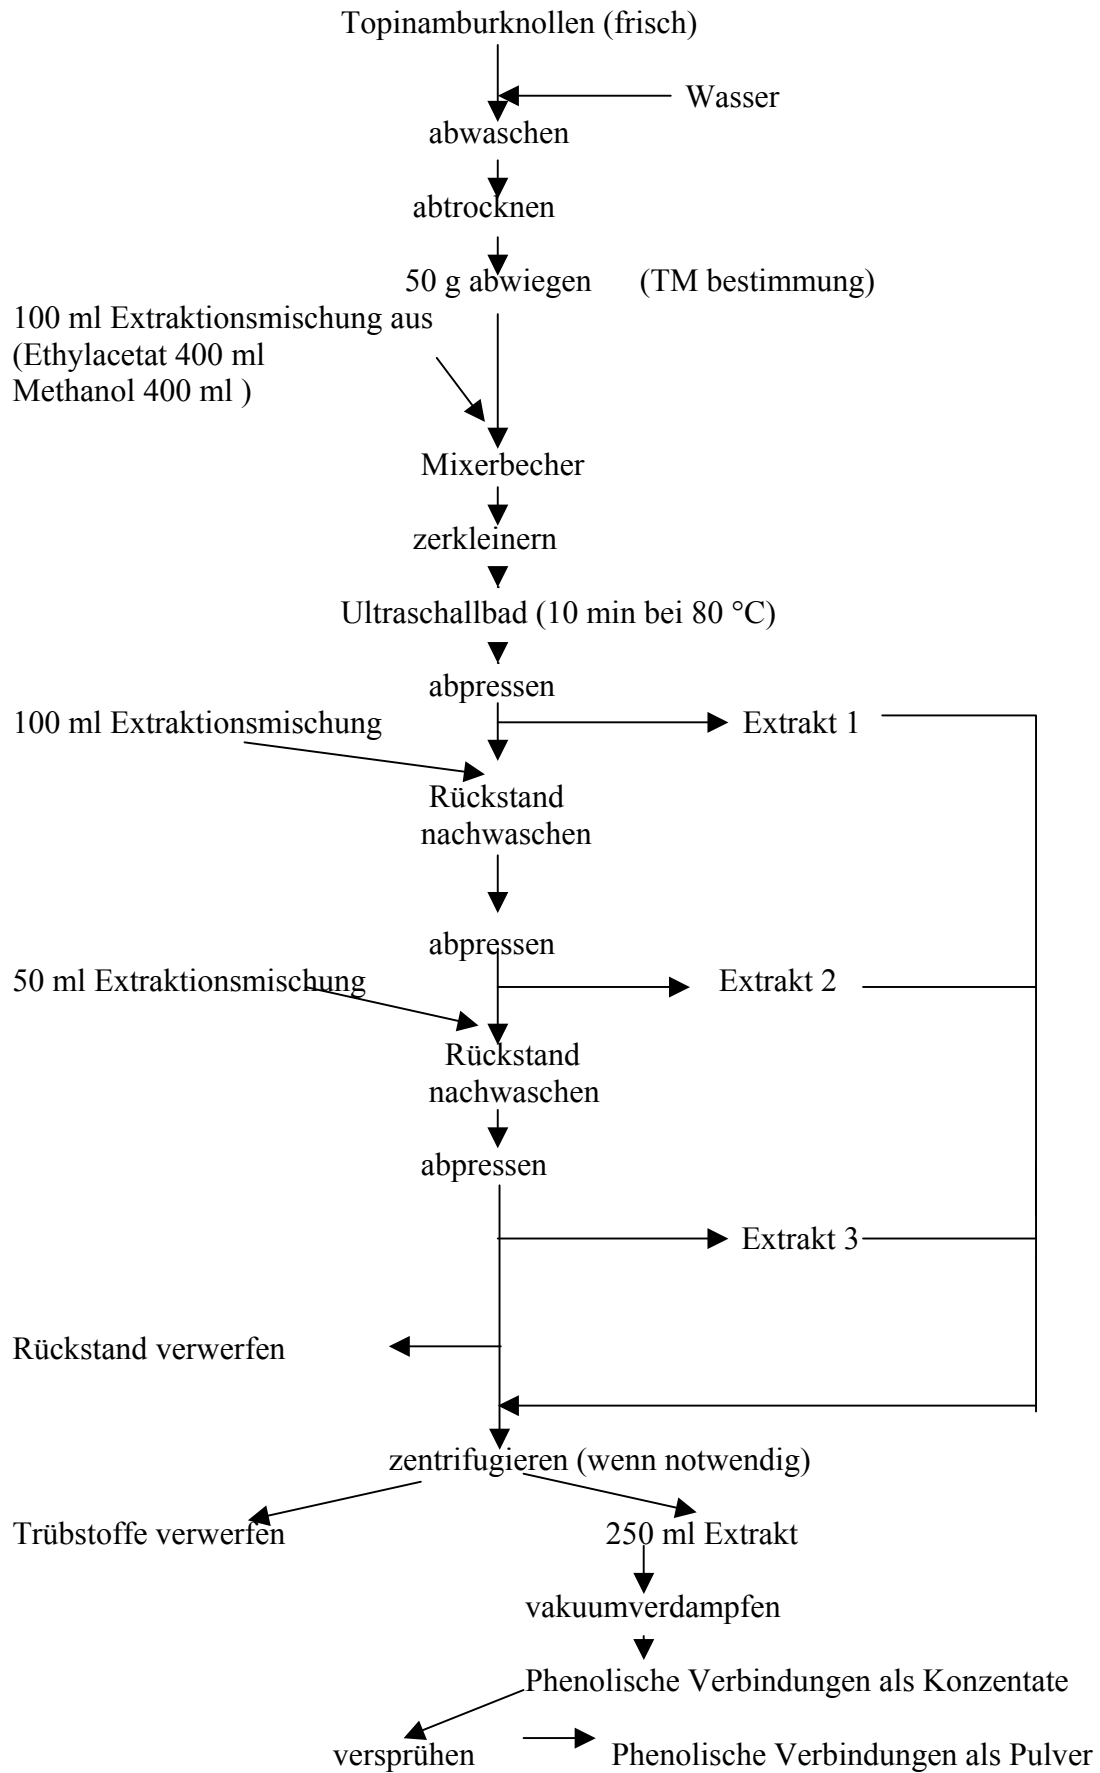 Topinamburknollen (frisch)
Wasser
abwaschen
abtrocknen
50 g abwiegen (TM bestimmung)
100 ml Extraktionsmischung aus
(Ethylacetat 400 ml
Methanol 400 ml )
Mixerbecher
zerkleinern
Ultraschallbad (10 min bei 80 °C)
abpressen
100 ml Extraktionsmischung
Extrakt 1
Rückstand
nachwaschen
abpressen
50 ml Extraktionsmischung
Extrakt 2
Rückstand
nachwaschen
abpressen
Extrakt 3
Rückstand verwerfen
zentrifugieren (wenn notwendig)
Trübstoffe verwerfen
250 ml Extrakt
vakuumverdampfen
Phenolische Verbindungen als Konzentate
versprühen
Phenolische Verbindungen als Pulver